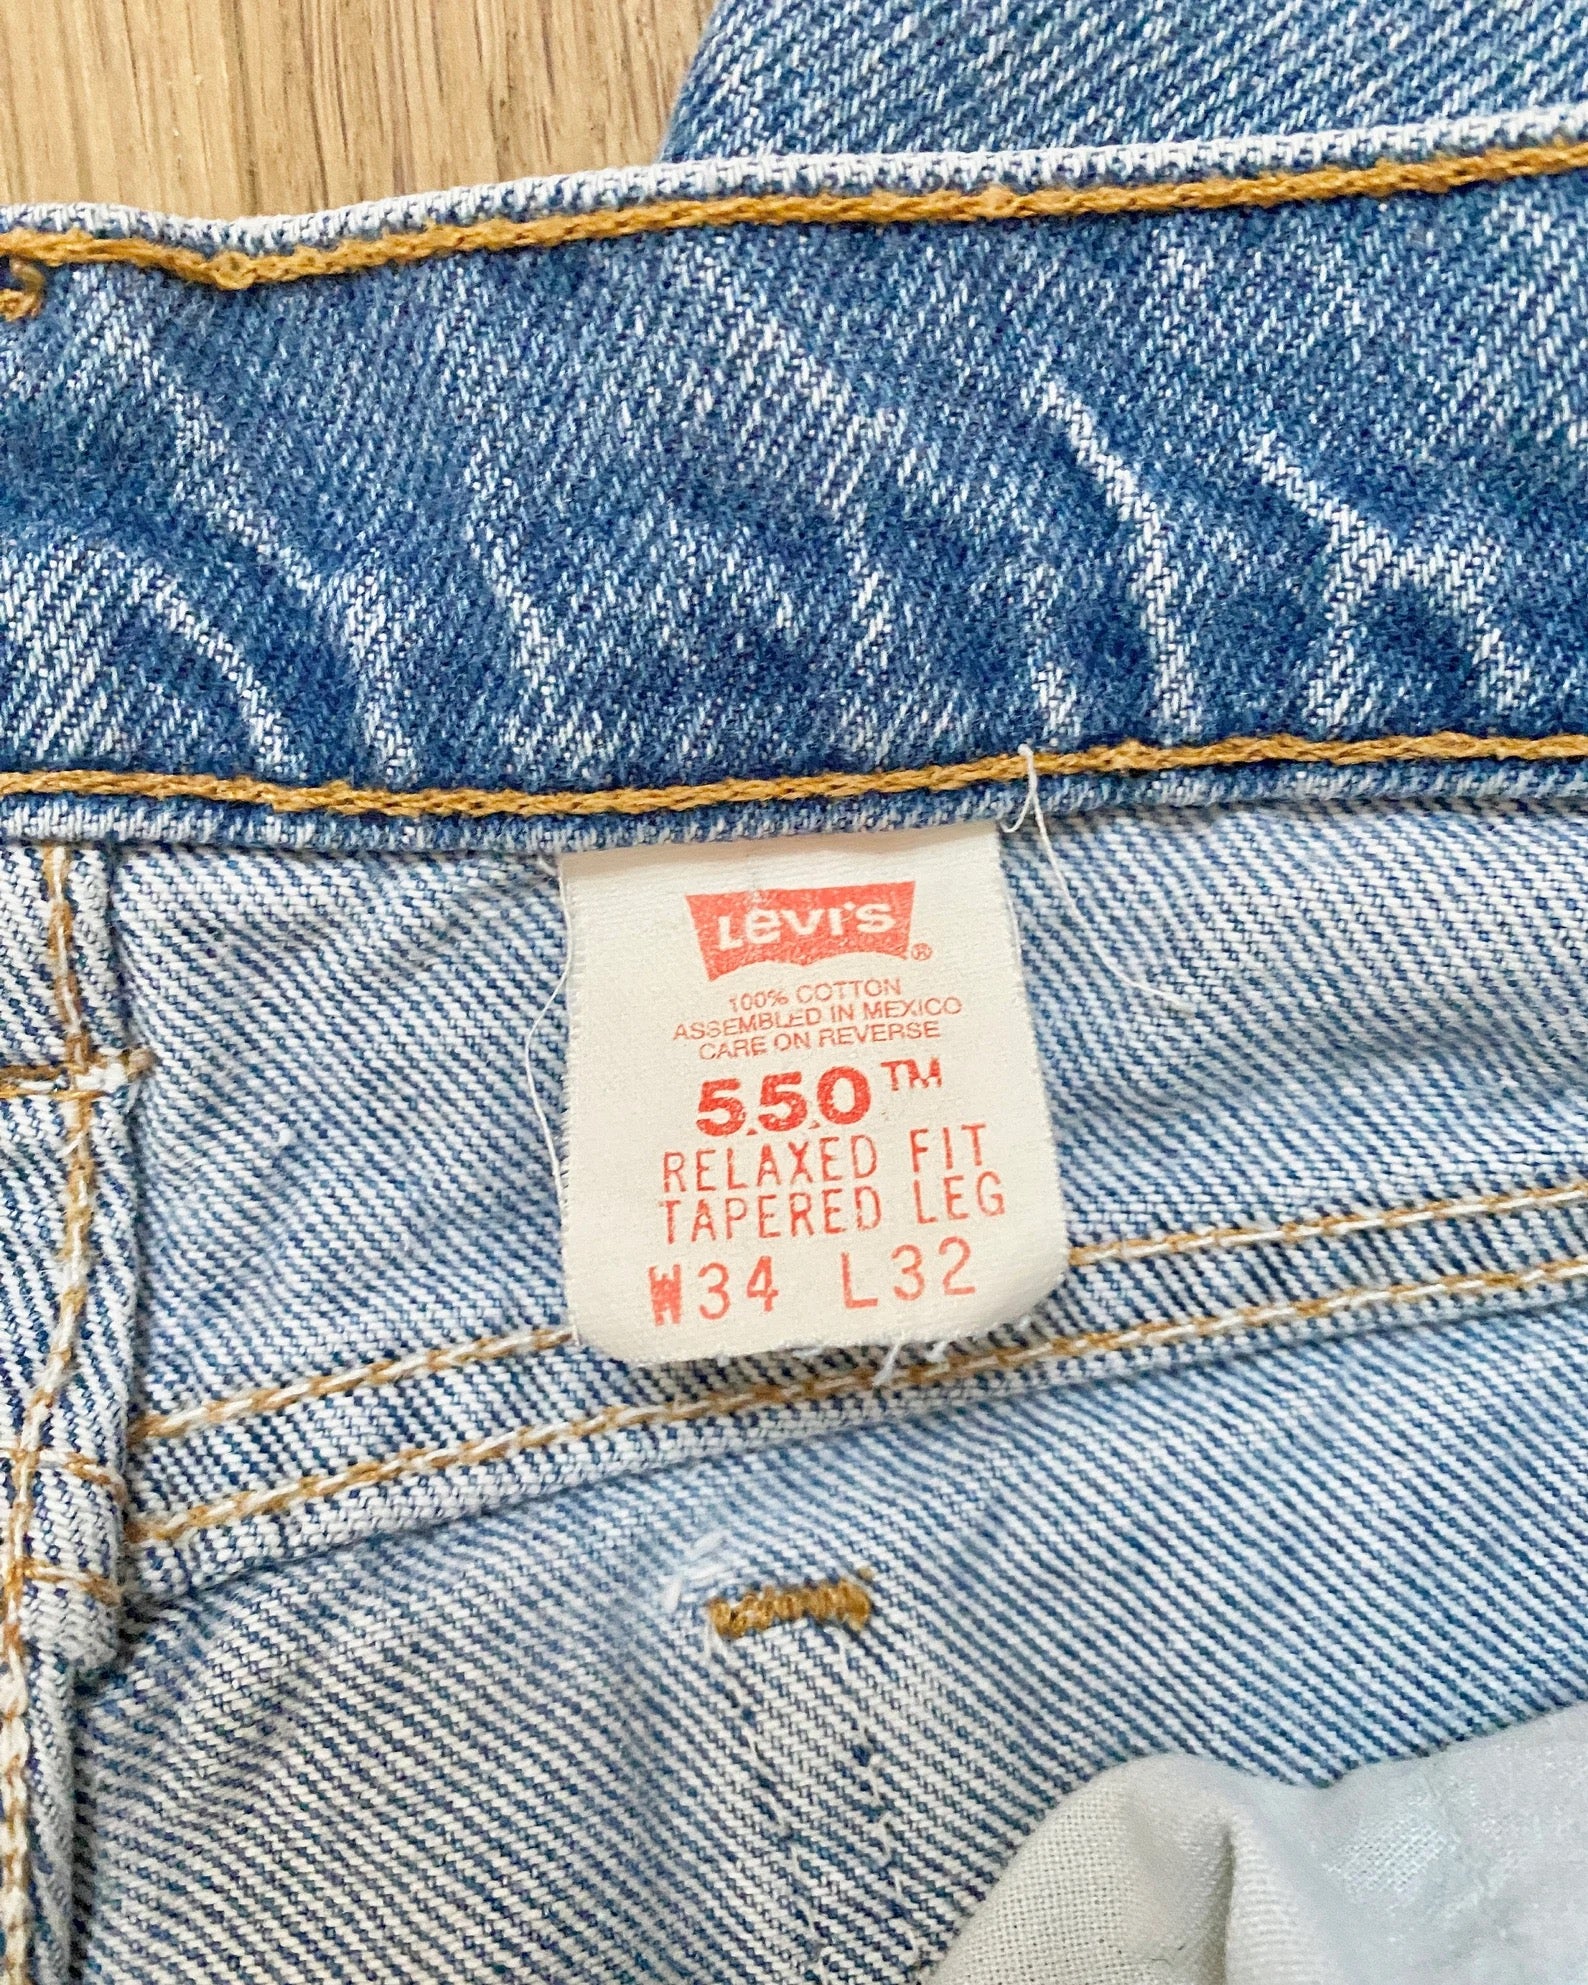 Levi's®
100% COTTON
ASSEMBLED IN MEXICO
CARE ON REVERSE
550™
RELAXED FIT
TAPERED LEG
W34 L32